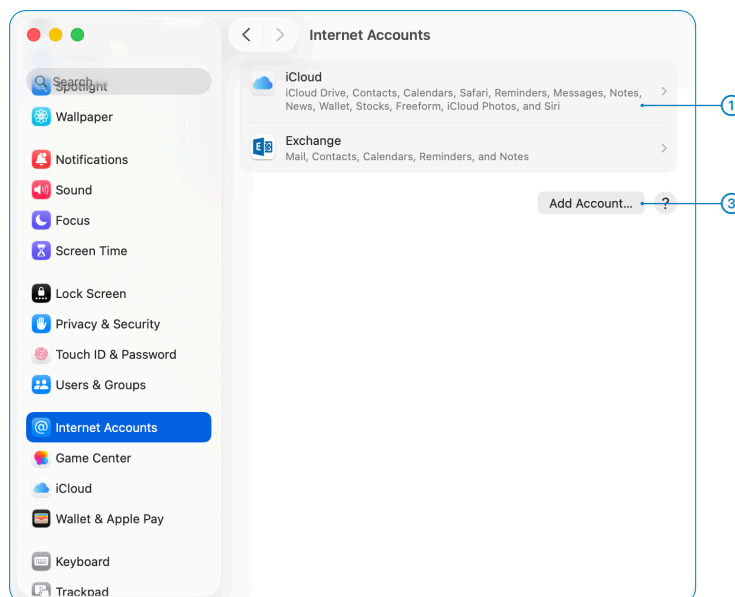 Internet Accounts
Search
Spotlight
Wallpaper
Notifications
Sound
Focus
Screen Time
Lock Screen
Privacy & Security
Touch ID & Password
Users & Groups
Internet Accounts
Game Center
iCloud
Wallet & Apple Pay
Keyboard
Trackpad
iCloud
iCloud Drive, Contacts, Calendars, Safari, Reminders, Messages, Notes,
News, Wallet, Stocks, Freeform, iCloud Photos, and Siri
1
Exchange
Mail, Contacts, Calendars, Reminders, and Notes
Add Account...
?
3